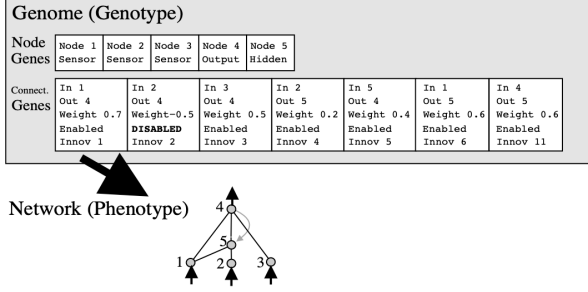 Genome (Genotype)
Node Genes
Node 1 Sensor
Node 2 Sensor
Node 3 Sensor
Node 4 Output
Node 5 Hidden
Connect. Genes
In 1
Out 4
Weight 0.7
Enabled
Innov 1
In 2
Out 4
Weight-0.5
DISABLED
Innov 2
In 3
Out 4
Weight 0.5
Enabled
Innov 3
In 2
Out 5
Weight 0.2
Enabled
Innov 4
In 5
Out 4
Weight 0.4
Enabled
Innov 5
In 1
Out 5
Weight 0.6
Enabled
Innov 6
In 4
Out 5
Weight 0.6
Enabled
Innov 11
Network (Phenotype)
4
5
1
2
3